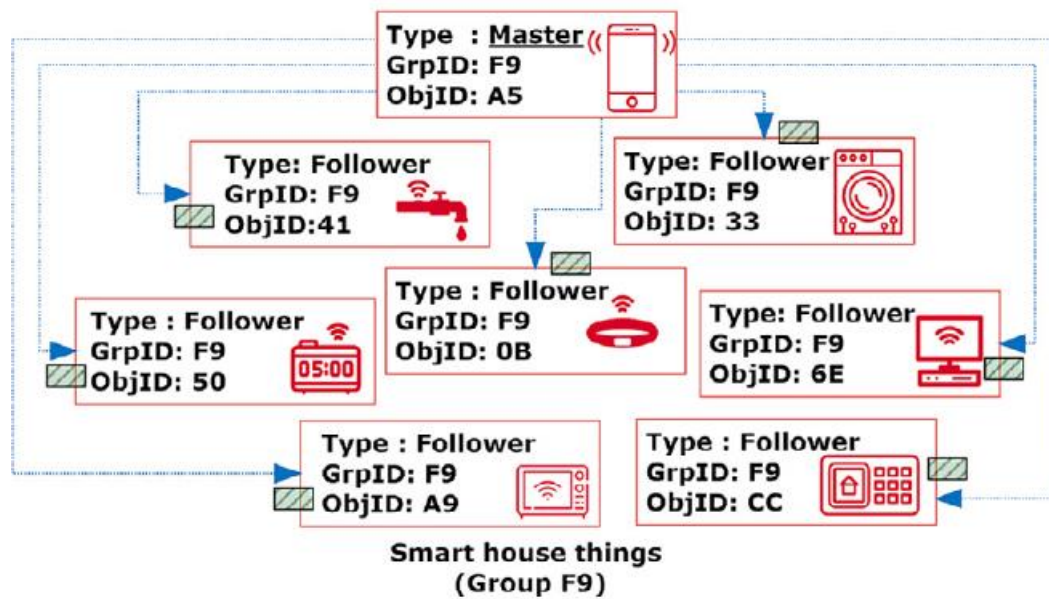 Type : Master
GrpID: F9
ObjID: A5
Type: Follower
GrpID: F9
ObjID:41
Type: Follower
GrpID: F9
ObjID: 33
Type : Follower
GrpID: F9
ObjID: 0B
Type : Follower
GrpID: F9
ObjID: 50
05:00
Type: Follower
GrpID: F9
ObjID: 6E
Type : Follower
GrpID: F9
ObjID: A9
Type : Follower
GrpID: F9
ObjID: CC
Smart house things
(Group F9)